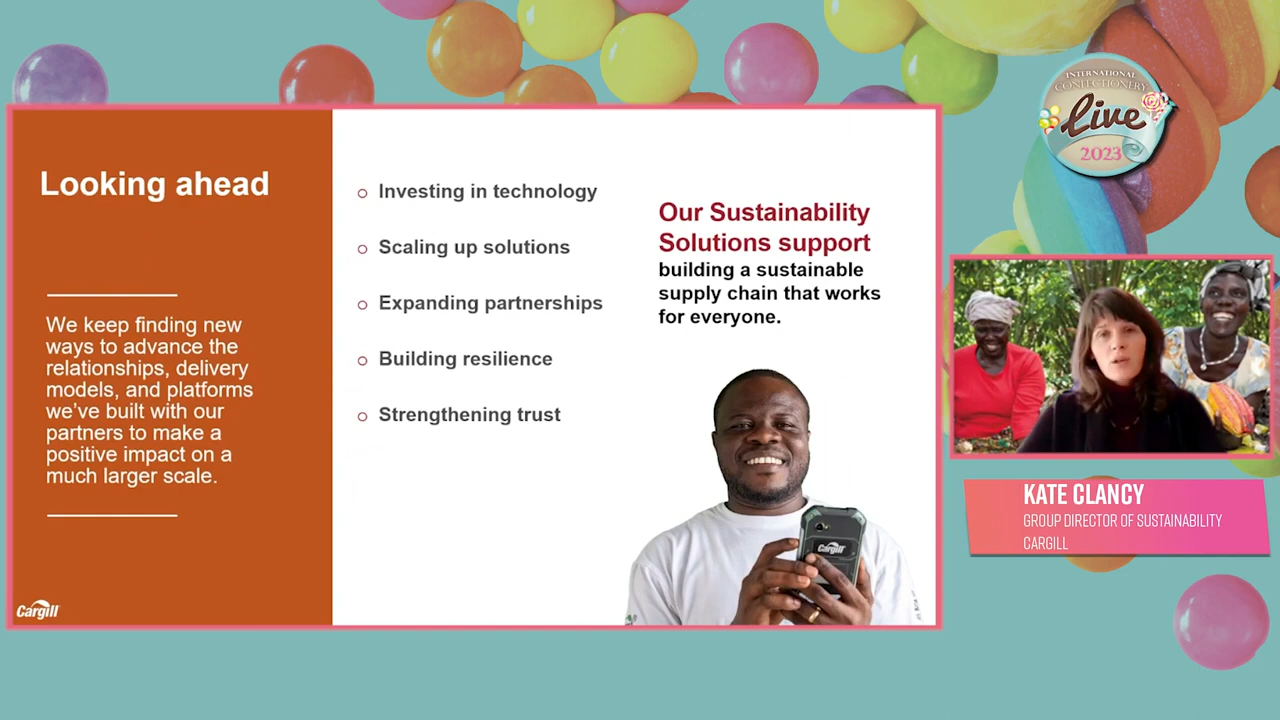 Looking ahead
We keep finding new
ways to advance the
relationships, delivery
models, and platforms
we've built with our
partners to make a
positive impact on a
much larger scale.
Cargill
o Investing in technology
o Scaling up solutions
o Expanding partnerships
o Building resilience
o Strengthening trust
Our Sustainability
Solutions support
building a sustainable
supply chain that works
for everyone.
Cargill
INTERNATIONAL
CONFECTIONERY
Live
2023
KATE CLANCY
GROUP DIRECTOR OF SUSTAINABILITY
CARGILL